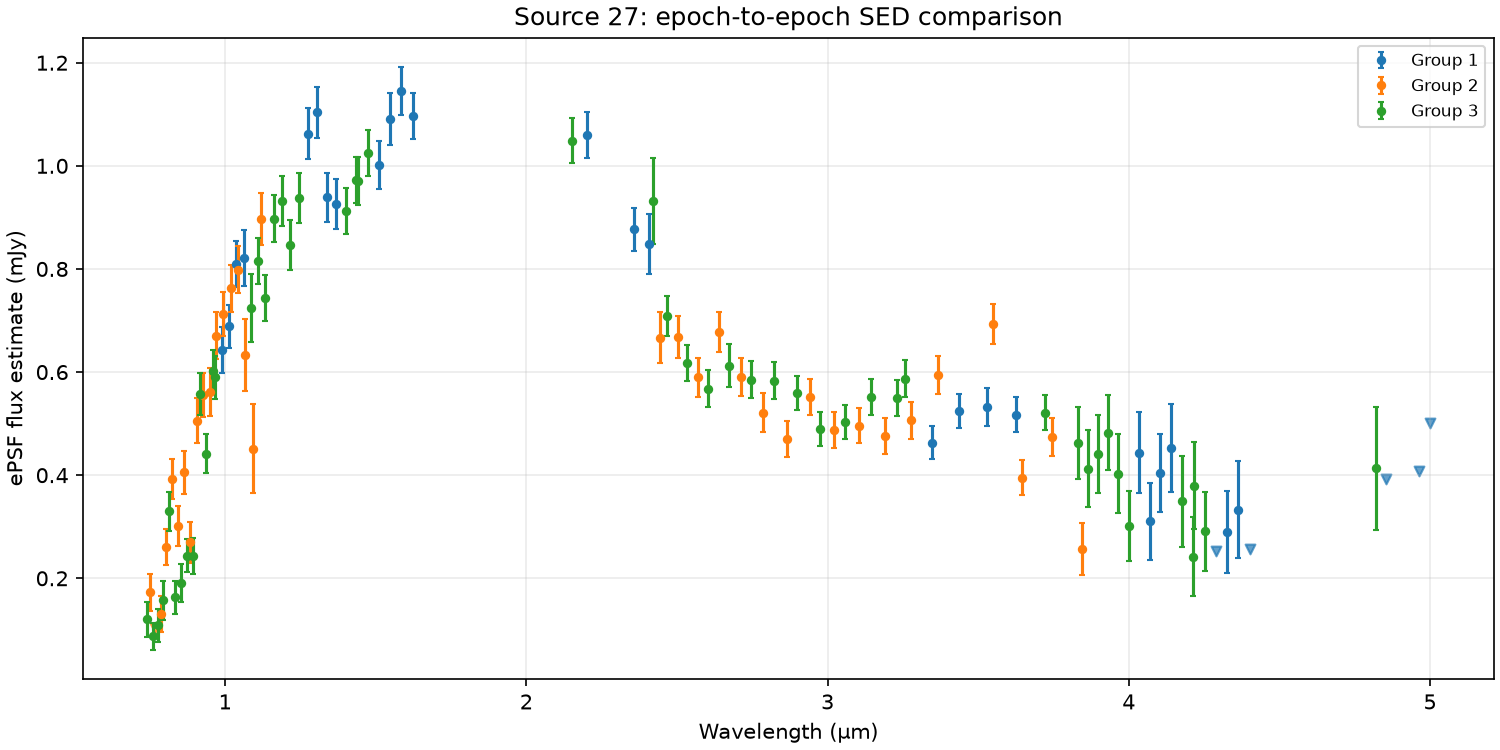 Source 27: epoch-to-epoch SED comparison
ePSF flux estimate (mJy)
1.2
1.0
0.8
0.6
0.4
0.2
Group 1
Group 2
Group 3
1 2 3 4 5
Wavelength (μm)